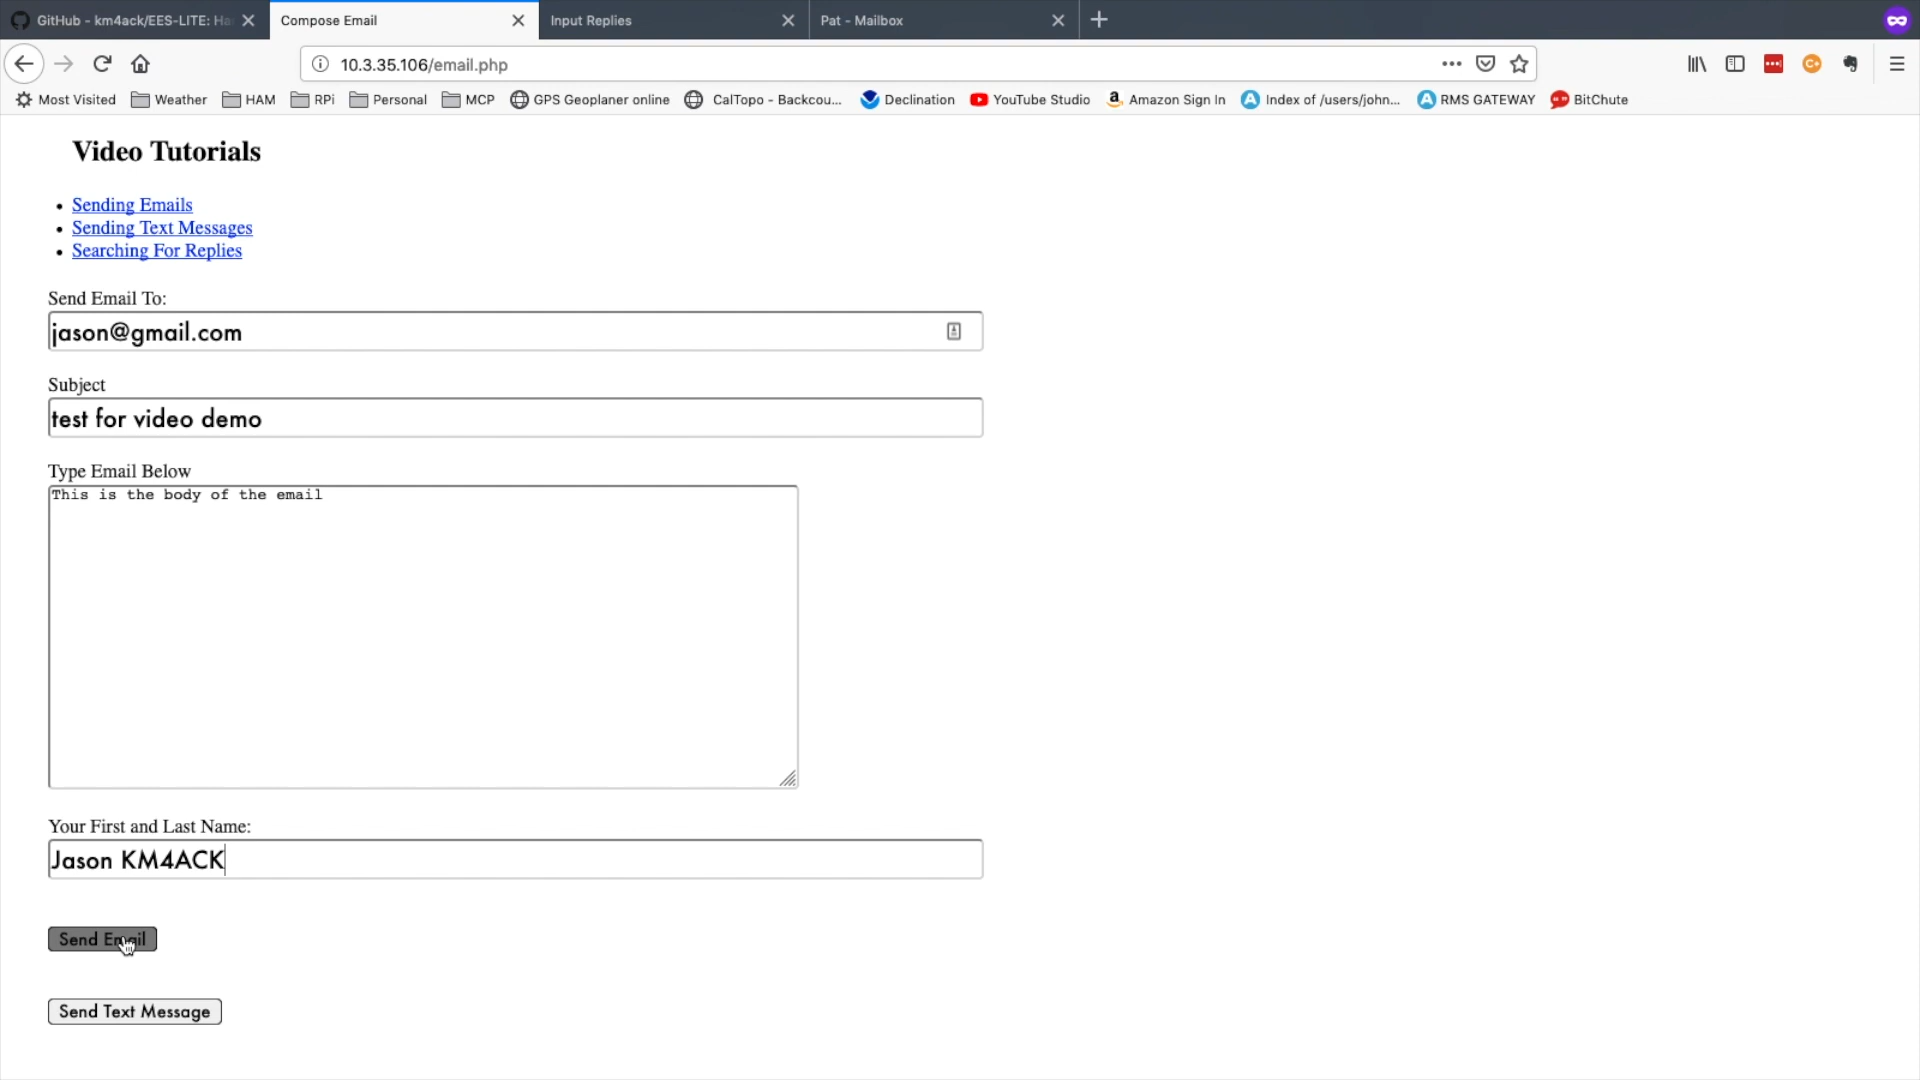 GitHub - km4ack/EES-LITE: Ha
Compose Email
Input Replies
Pat - Mailbox
10.3.35.106/email.php
Most Visited
Weather
HAM
RPi
Personal
MCP
GPS Geoplaner online
CalTopo - Backcou...
Declination
YouTube Studio
Amazon Sign In
Index of /users/john...
RMS GATEWAY
BitChute
Video Tutorials
Sending Emails
Sending Text Messages
Searching For Replies
Send Email To:
jason@gmail.com
Subject
test for video demo
Type Email Below
This is the body of the email
Your First and Last Name:
Jason KM4ACK
Send Email
Send Text Message